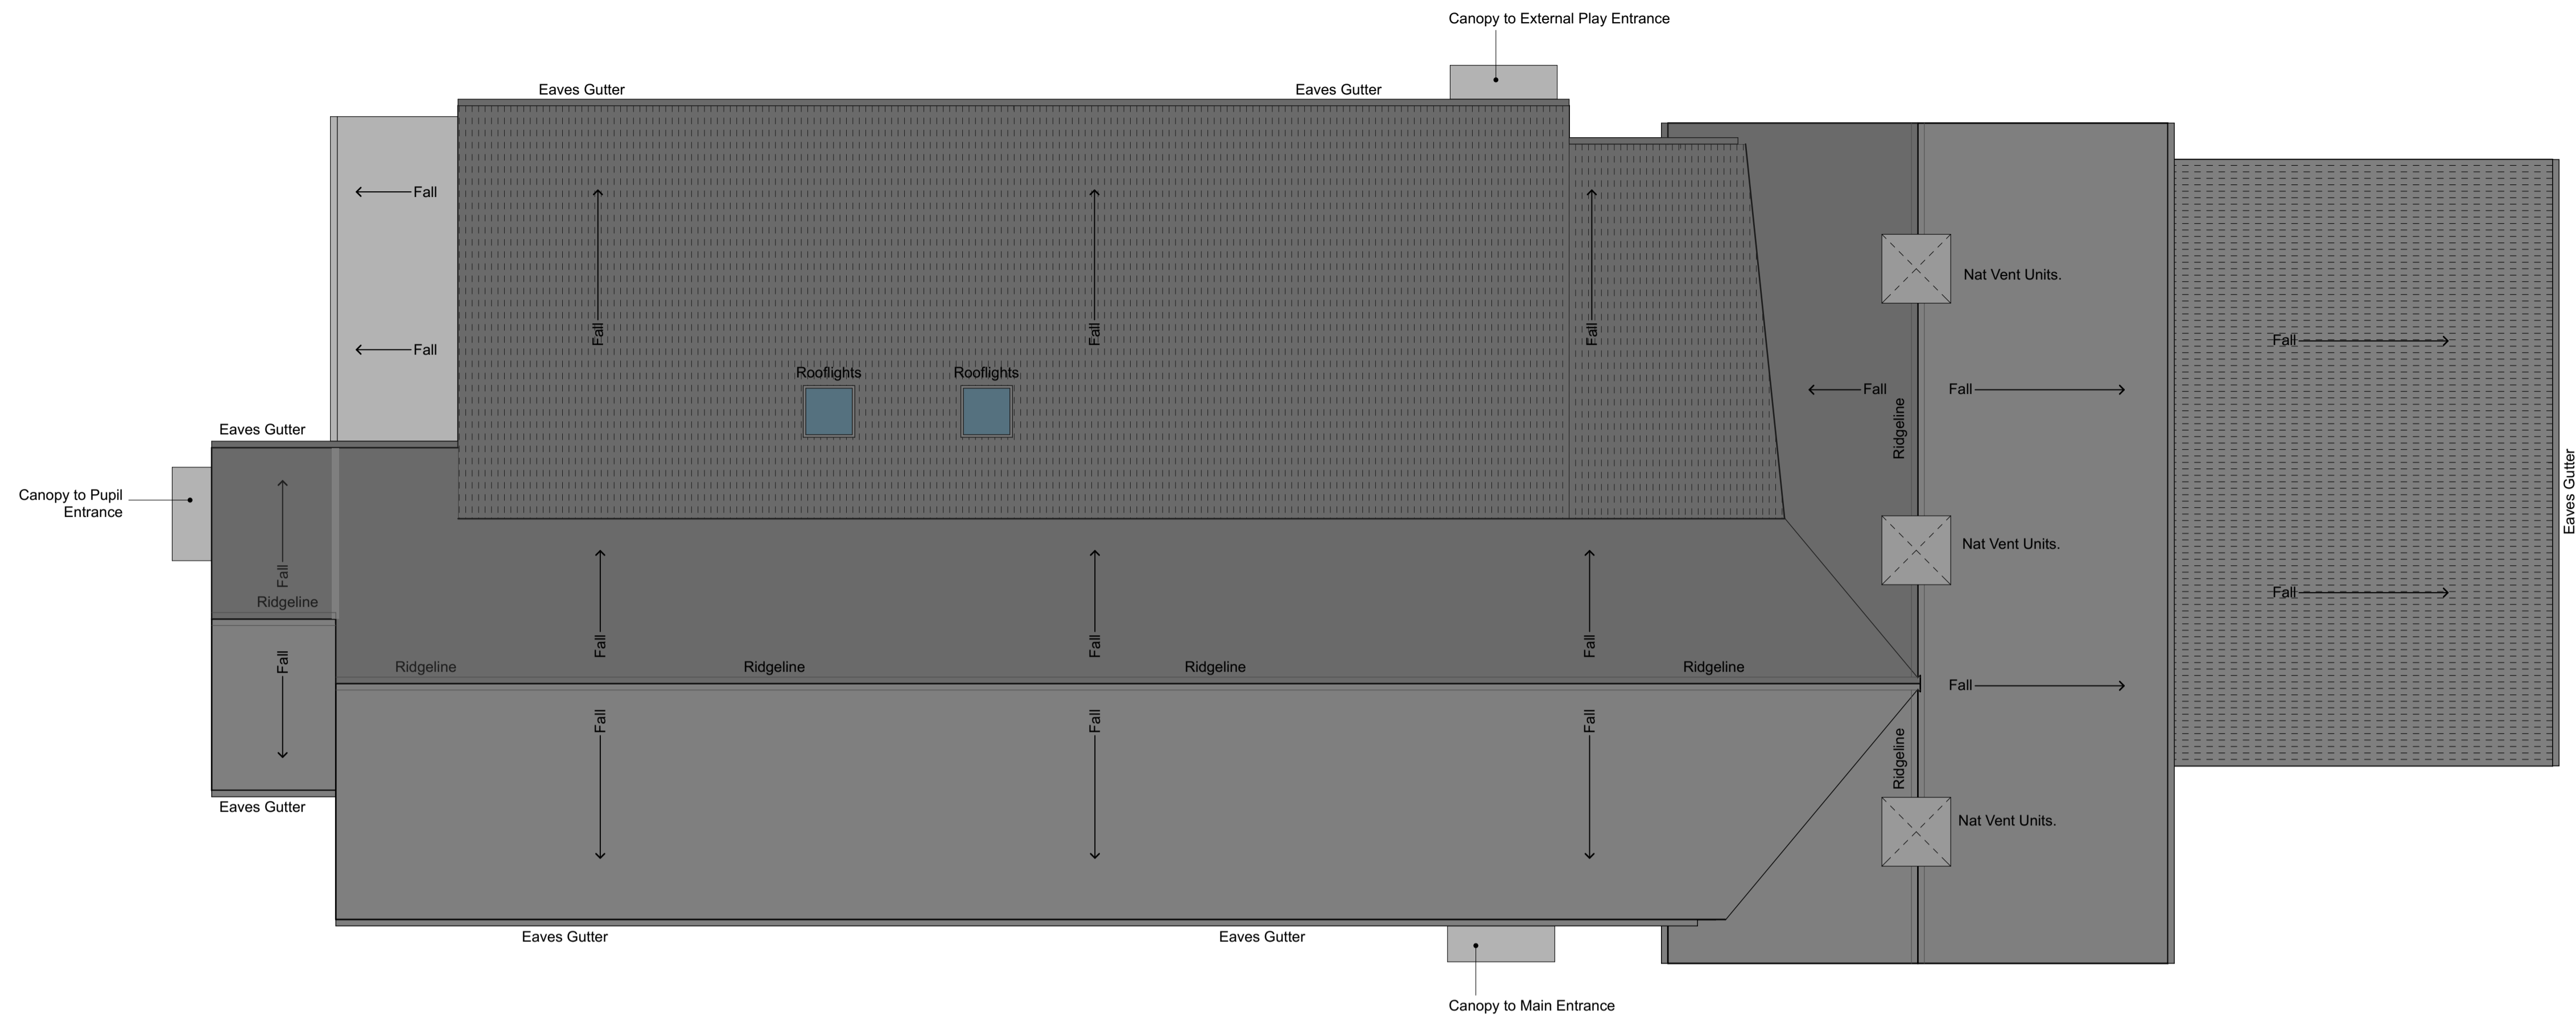 Canopy to External Play Entrance
Eaves Gutter
Eaves Gutter
Fall
Fall
Fall
Fall
Fall
Fall
Rooflights
Rooflights
Nat Vent Units.
Fall
Fall
Fall
Ridgeline
Eaves Gutter
Eaves Gutter
Canopy to Pupil
Entrance
Nat Vent Units.
Fall
Fall
Ridgeline
Fall
Fall
Fall
Fall
Ridgeline
Ridgeline
Ridgeline
Ridgeline
Fall
Fall
Fall
Fall
Ridgeline
Eaves Gutter
Nat Vent Units.
Eaves Gutter
Eaves Gutter
Canopy to Main Entrance